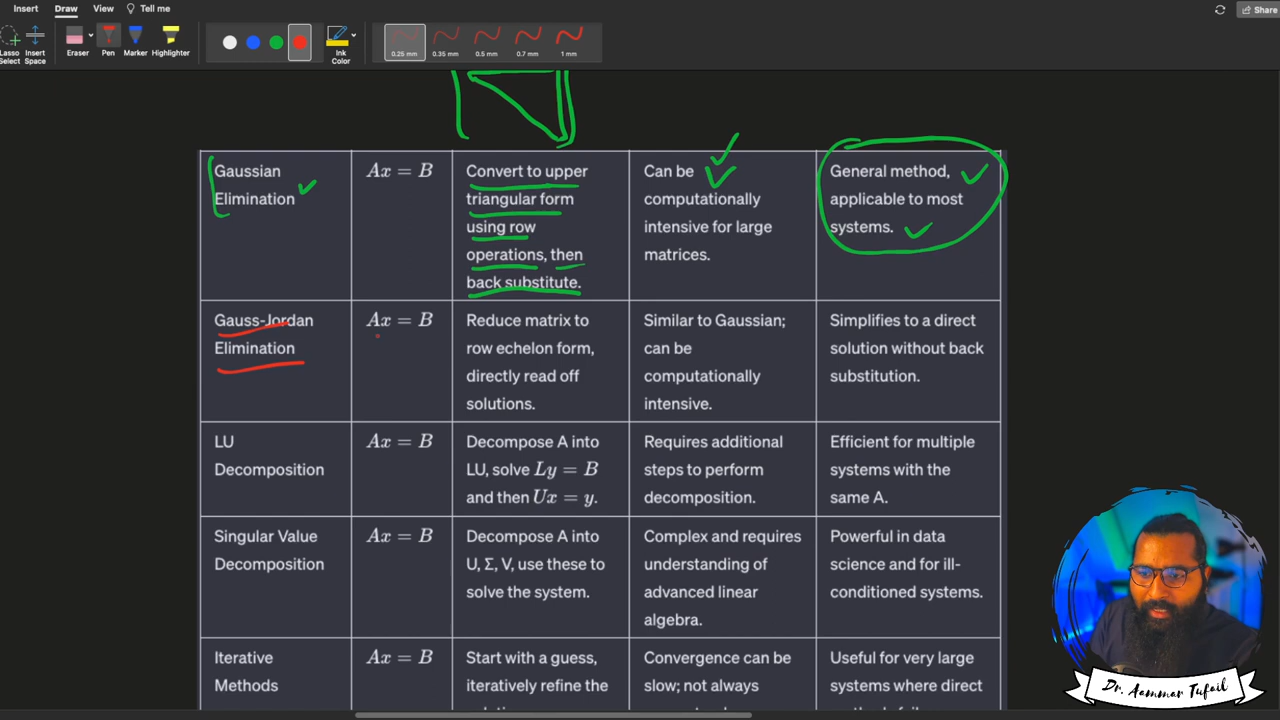 Insert Draw View Tell me Share
Lasso Select Insert Space Eraser Pen Marker Highlighter Ink Color 0.25 mm 0.35 mm 0.5 mm 0.7 mm 1 mm
Gaussian
Elimination
Ax = B
Convert to upper
triangular form
using row
operations, then
back substitute.
Can be
computationally
intensive for large
matrices.
General method,
applicable to most
systems.
Gauss-Jordan
Elimination
Ax = B
Reduce matrix to
row echelon form,
directly read off
solutions.
Similar to Gaussian;
can be
computationally
intensive.
Simplifies to a direct
solution without back
substitution.
LU
Decomposition
Ax = B
Decompose A into
LU, solve Ly = B
and then Ux = y.
Requires additional
steps to perform
decomposition.
Efficient for multiple
systems with the
same A.
Singular Value
Decomposition
Ax = B
Decompose A into
U, Σ, V, use these to
solve the system.
Complex and requires
understanding of
advanced linear
algebra.
Powerful in data
science and for ill-
conditioned systems.
Iterative
Methods
Ax = B
Start with a guess,
iteratively refine the
Convergence can be
slow; not always
Useful for very large
systems where direct
Dr. Aammar Tufail